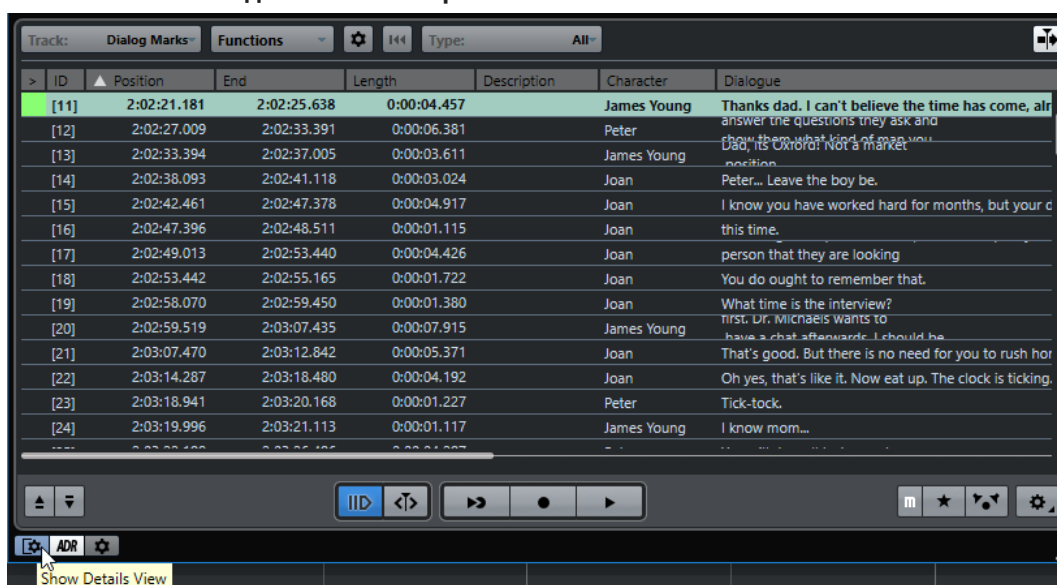 Track: Dialog Marks Functions Type: All
> ID Position End Length Description Character Dialogue
[11] 2:02:21.181 2:02:25.638 0:00:04.457 James Young Thanks dad. I can't believe the time has come, alr
[12] 2:02:27.009 2:02:33.391 0:00:06.381 Peter answer the questions they ask and
show them what kind of man you
[13] 2:02:33.394 2:02:37.005 0:00:03.611 James Young Dad, its Oxford! Not a market
position
[14] 2:02:38.093 2:02:41.118 0:00:03.024 Joan Peter... Leave the boy be.
[15] 2:02:42.461 2:02:47.378 0:00:04.917 Joan I know you have worked hard for months, but your d
[16] 2:02:47.396 2:02:48.511 0:00:01.115 Joan this time.
[17] 2:02:49.013 2:02:53.440 0:00:04.426 Joan person that they are looking
[18] 2:02:53.442 2:02:55.165 0:00:01.722 Joan You do ought to remember that.
[19] 2:02:58.070 2:02:59.450 0:00:01.380 Joan What time is the interview?
[20] 2:02:59.519 2:03:07.435 0:00:07.915 James Young first. Dr. Michaels wants to
have a chat afterwards. I should be
[21] 2:03:07.470 2:03:12.842 0:00:05.371 Joan That's good. But there is no need for you to rush hor
[22] 2:03:14.287 2:03:18.480 0:00:04.192 Joan Oh yes, that's like it. Now eat up. The clock is ticking.
[23] 2:03:18.941 2:03:20.168 0:00:01.227 Peter Tick-tock.
[24] 2:03:19.996 2:03:21.113 0:00:01.117 James Young I know mom...
m
ADR
Show Details View